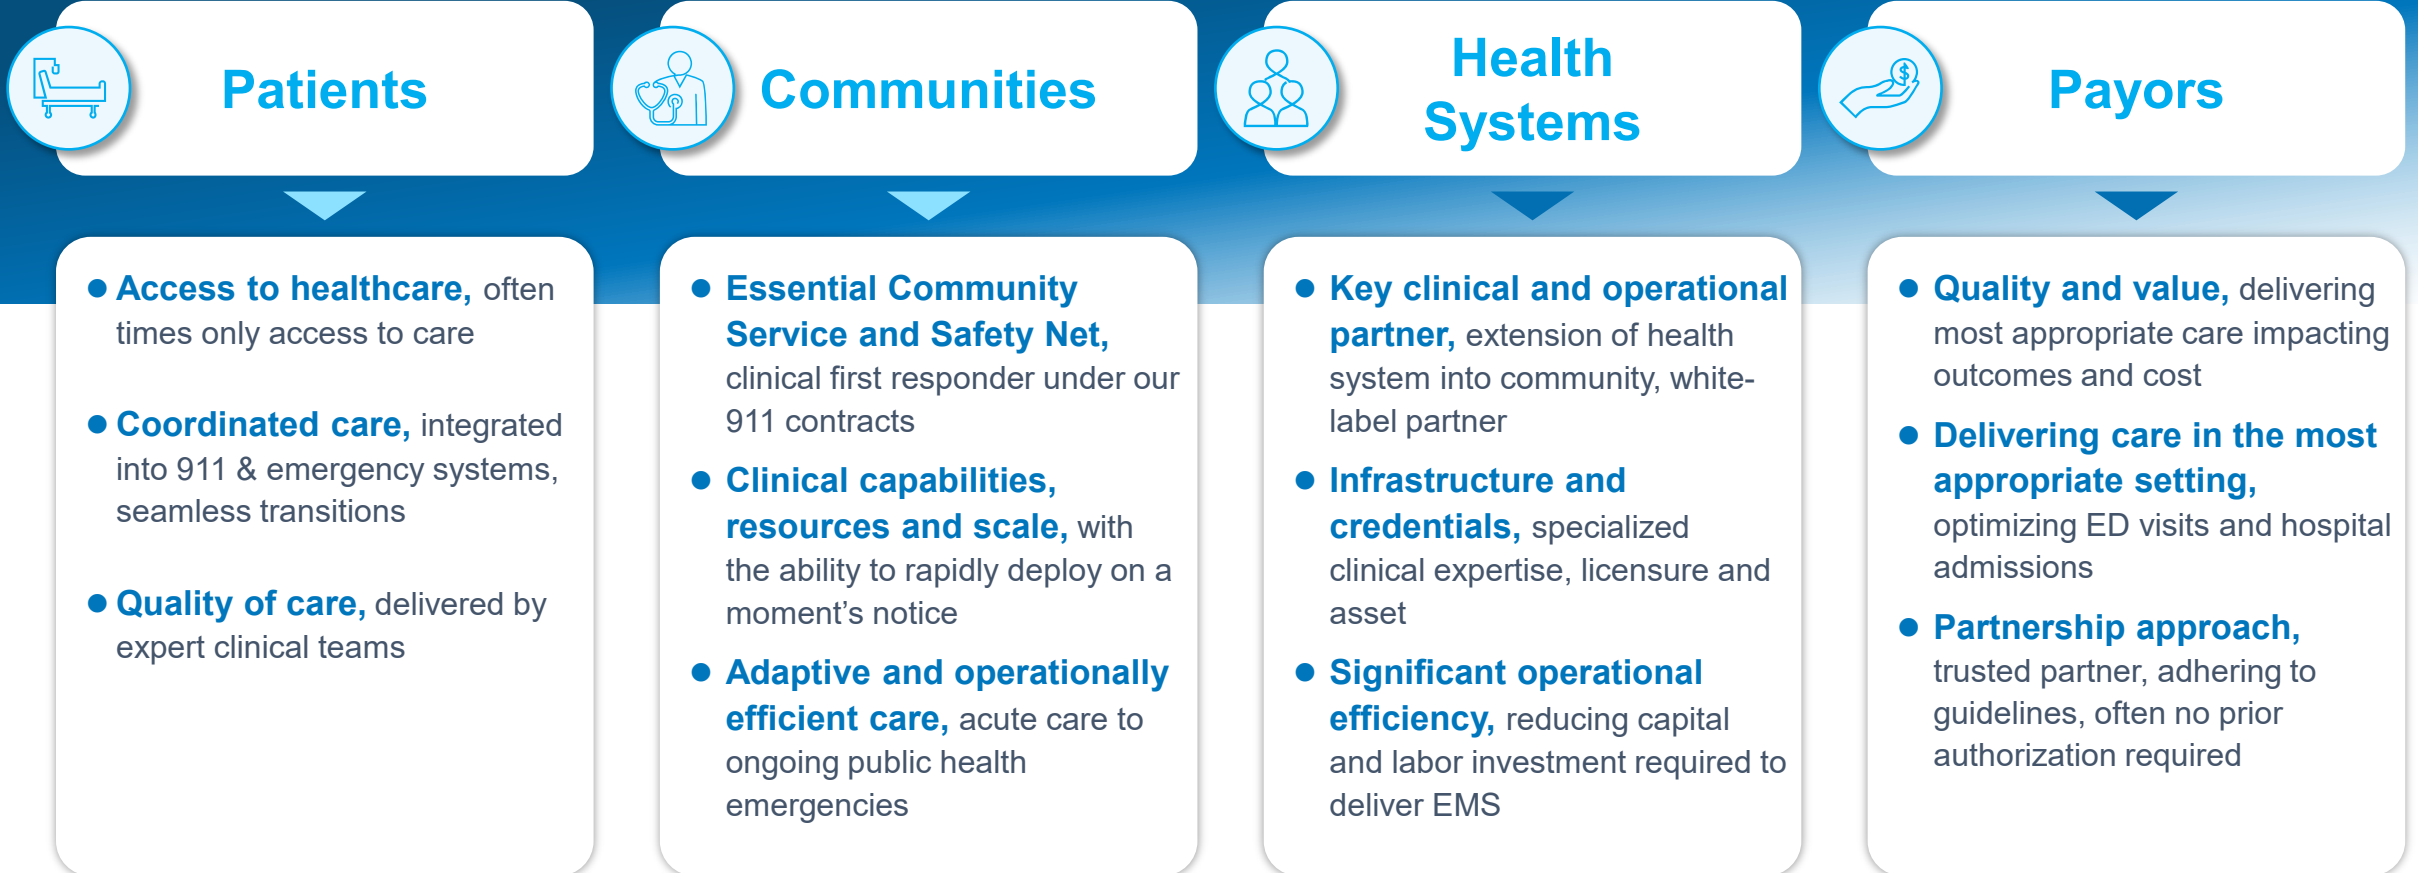 Patients
Access to healthcare, often
times only access to care
Coordinated care, integrated
into 911 & emergency systems,
seamless transitions
Quality of care, delivered by
expert clinical teams
Communities
Essential Community
Service and Safety Net,
clinical first responder under our
911 contracts
Clinical capabilities,
resources and scale, with
the ability to rapidly deploy on a
moment’s notice
Adaptive and operationally
efficient care, acute care to
ongoing public health
emergencies
Health
Systems
Key clinical and operational
partner, extension of health
system into community, white-
label partner
Infrastructure and
credentials, specialized
clinical expertise, licensure and
asset
Significant operational
efficiency, reducing capital
and labor investment required to
deliver EMS
$
Payors
Quality and value, delivering
most appropriate care impacting
outcomes and cost
Delivering care in the most
appropriate setting,
optimizing ED visits and hospital
admissions
Partnership approach,
trusted partner, adhering to
guidelines, often no prior
authorization required